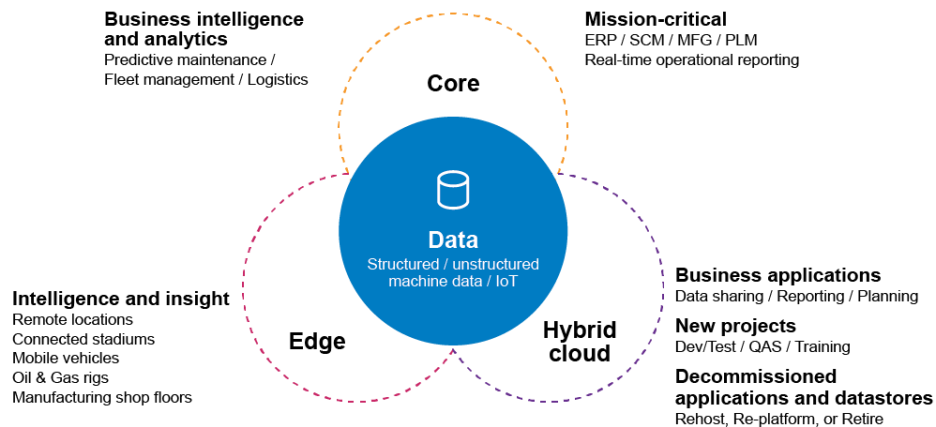 Business intelligence
and analytics
Predictive maintenance /
Fleet management / Logistics
Mission-critical
ERP / SCM / MFG / PLM
Real-time operational reporting
Core
Data
Structured / unstructured
machine data / IoT
Intelligence and insight
Remote locations
Connected stadiums
Mobile vehicles
Oil & Gas rigs
Manufacturing shop floors
Edge
Hybrid
cloud
Business applications
Data sharing / Reporting / Planning
New projects
Dev/Test / QAS / Training
Decommissioned
applications and datastores
Rehost, Re-platform, or Retire